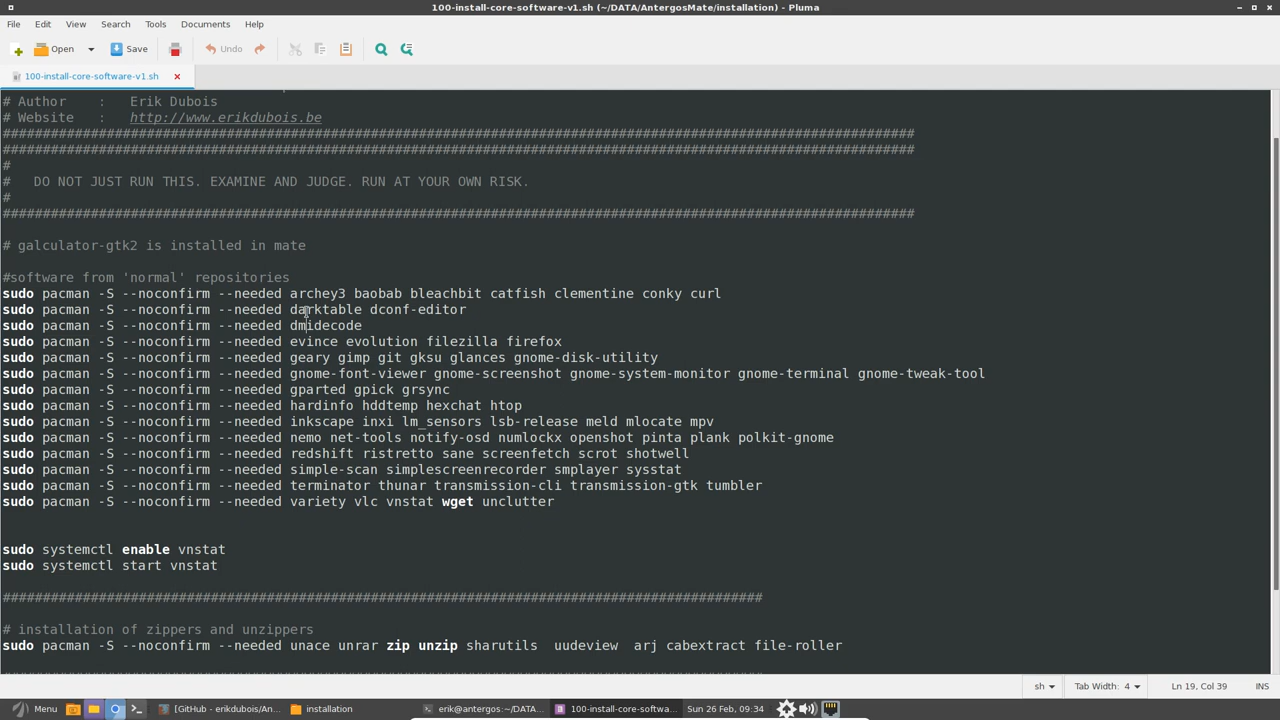 100-install-core-software-v1.sh (~/DATA/AntergosMate/installation) - Pluma
File Edit View Search Tools Documents Help
Open Save Undo
100-install-core-software-v1.sh
# Author : Erik Dubois
# Website : http://www.erikdubois.be
##################################################################################################################
##################################################################################################################
#
# DO NOT JUST RUN THIS. EXAMINE AND JUDGE. RUN AT YOUR OWN RISK.
#
##################################################################################################################
# galculator-gtk2 is installed in mate
#software from 'normal' repositories
sudo pacman -S --noconfirm --needed archey3 baobab bleachbit catfish clementine conky curl
sudo pacman -S --noconfirm --needed darktable dconf-editor
sudo pacman -S --noconfirm --needed dmidecode
sudo pacman -S --noconfirm --needed evince evolution filezilla firefox
sudo pacman -S --noconfirm --needed geary gimp git gksu glances gnome-disk-utility
sudo pacman -S --noconfirm --needed gnome-font-viewer gnome-screenshot gnome-system-monitor gnome-terminal gnome-tweak-tool
sudo pacman -S --noconfirm --needed gparted gpick grsync
sudo pacman -S --noconfirm --needed hardinfo hddtemp hexchat htop
sudo pacman -S --noconfirm --needed inkscape inxi lm_sensors lsb-release meld mlocate mpv
sudo pacman -S --noconfirm --needed nemo net-tools notify-osd numlockx openshot pinta plank polkit-gnome
sudo pacman -S --noconfirm --needed redshift ristretto sane screenfetch scrot shotwell
sudo pacman -S --noconfirm --needed simple-scan simplescreenrecorder smplayer sysstat
sudo pacman -S --noconfirm --needed terminator thunar transmission-cli transmission-gtk tumbler
sudo pacman -S --noconfirm --needed variety vlc vnstat wget unclutter
sudo systemctl enable vnstat
sudo systemctl start vnstat
###############################################################################################
# installation of zippers and unzippers
sudo pacman -S --noconfirm --needed unace unrar zip unzip sharutils  uudeview  arj cabextract file-roller
sh Tab Width: 4 Ln 19, Col 39 INS
Menu [GitHub - erikdubois/An... installation erik@antergos:~/DATA... 100-install-core-softwa... Sun 26 Feb, 09:34